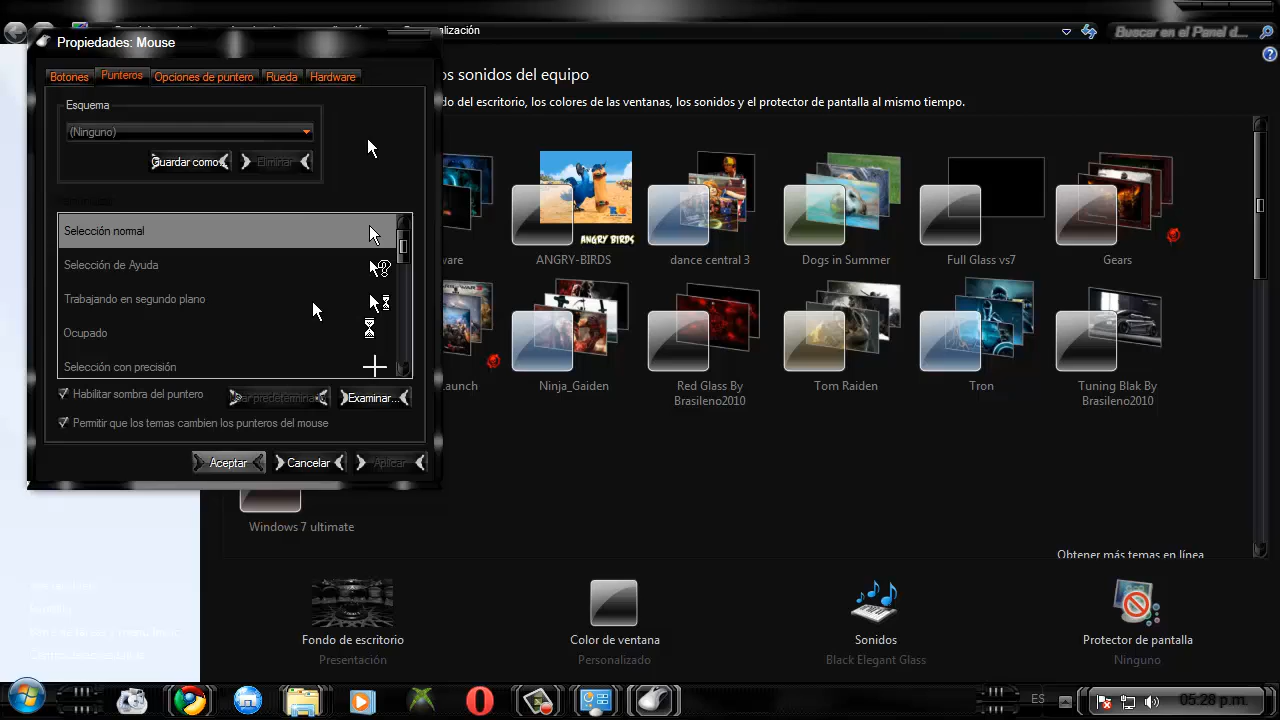 alización
Buscar en el Panel d...
Propiedades: Mouse
Botones
Punteros
Opciones de puntero
Rueda
Hardware
Esquema
(Ninguno)
Guardar como
Eliminar
Selección normal
Selección de Ayuda
Trabajando en segundo plano
Ocupado
Selección con precisión
Habilitar sombra del puntero
Examinar...
Permitir que los temas cambien los punteros del mouse
Aceptar
Cancelar
Aplicar
os sonidos del equipo
do del escritorio, los colores de las ventanas, los sonidos y el protector de pantalla al mismo tiempo.
ANGRY BIRDS
ware
ANGRY-BIRDS
dance central 3
Dogs in Summer
Full Glass vs7
Gears
aunch
Ninja_Gaiden
Red Glass By
Brasileno2010
Tom Raiden
Tron
Tuning Blak By
Brasileno2010
Windows 7 ultimate
Obtener más temas en línea
Fondo de escritorio
Presentación
Color de ventana
Personalizado
Sonidos
Black Elegant Glass
Protector de pantalla
Ninguno
ES
05:28 p.m.